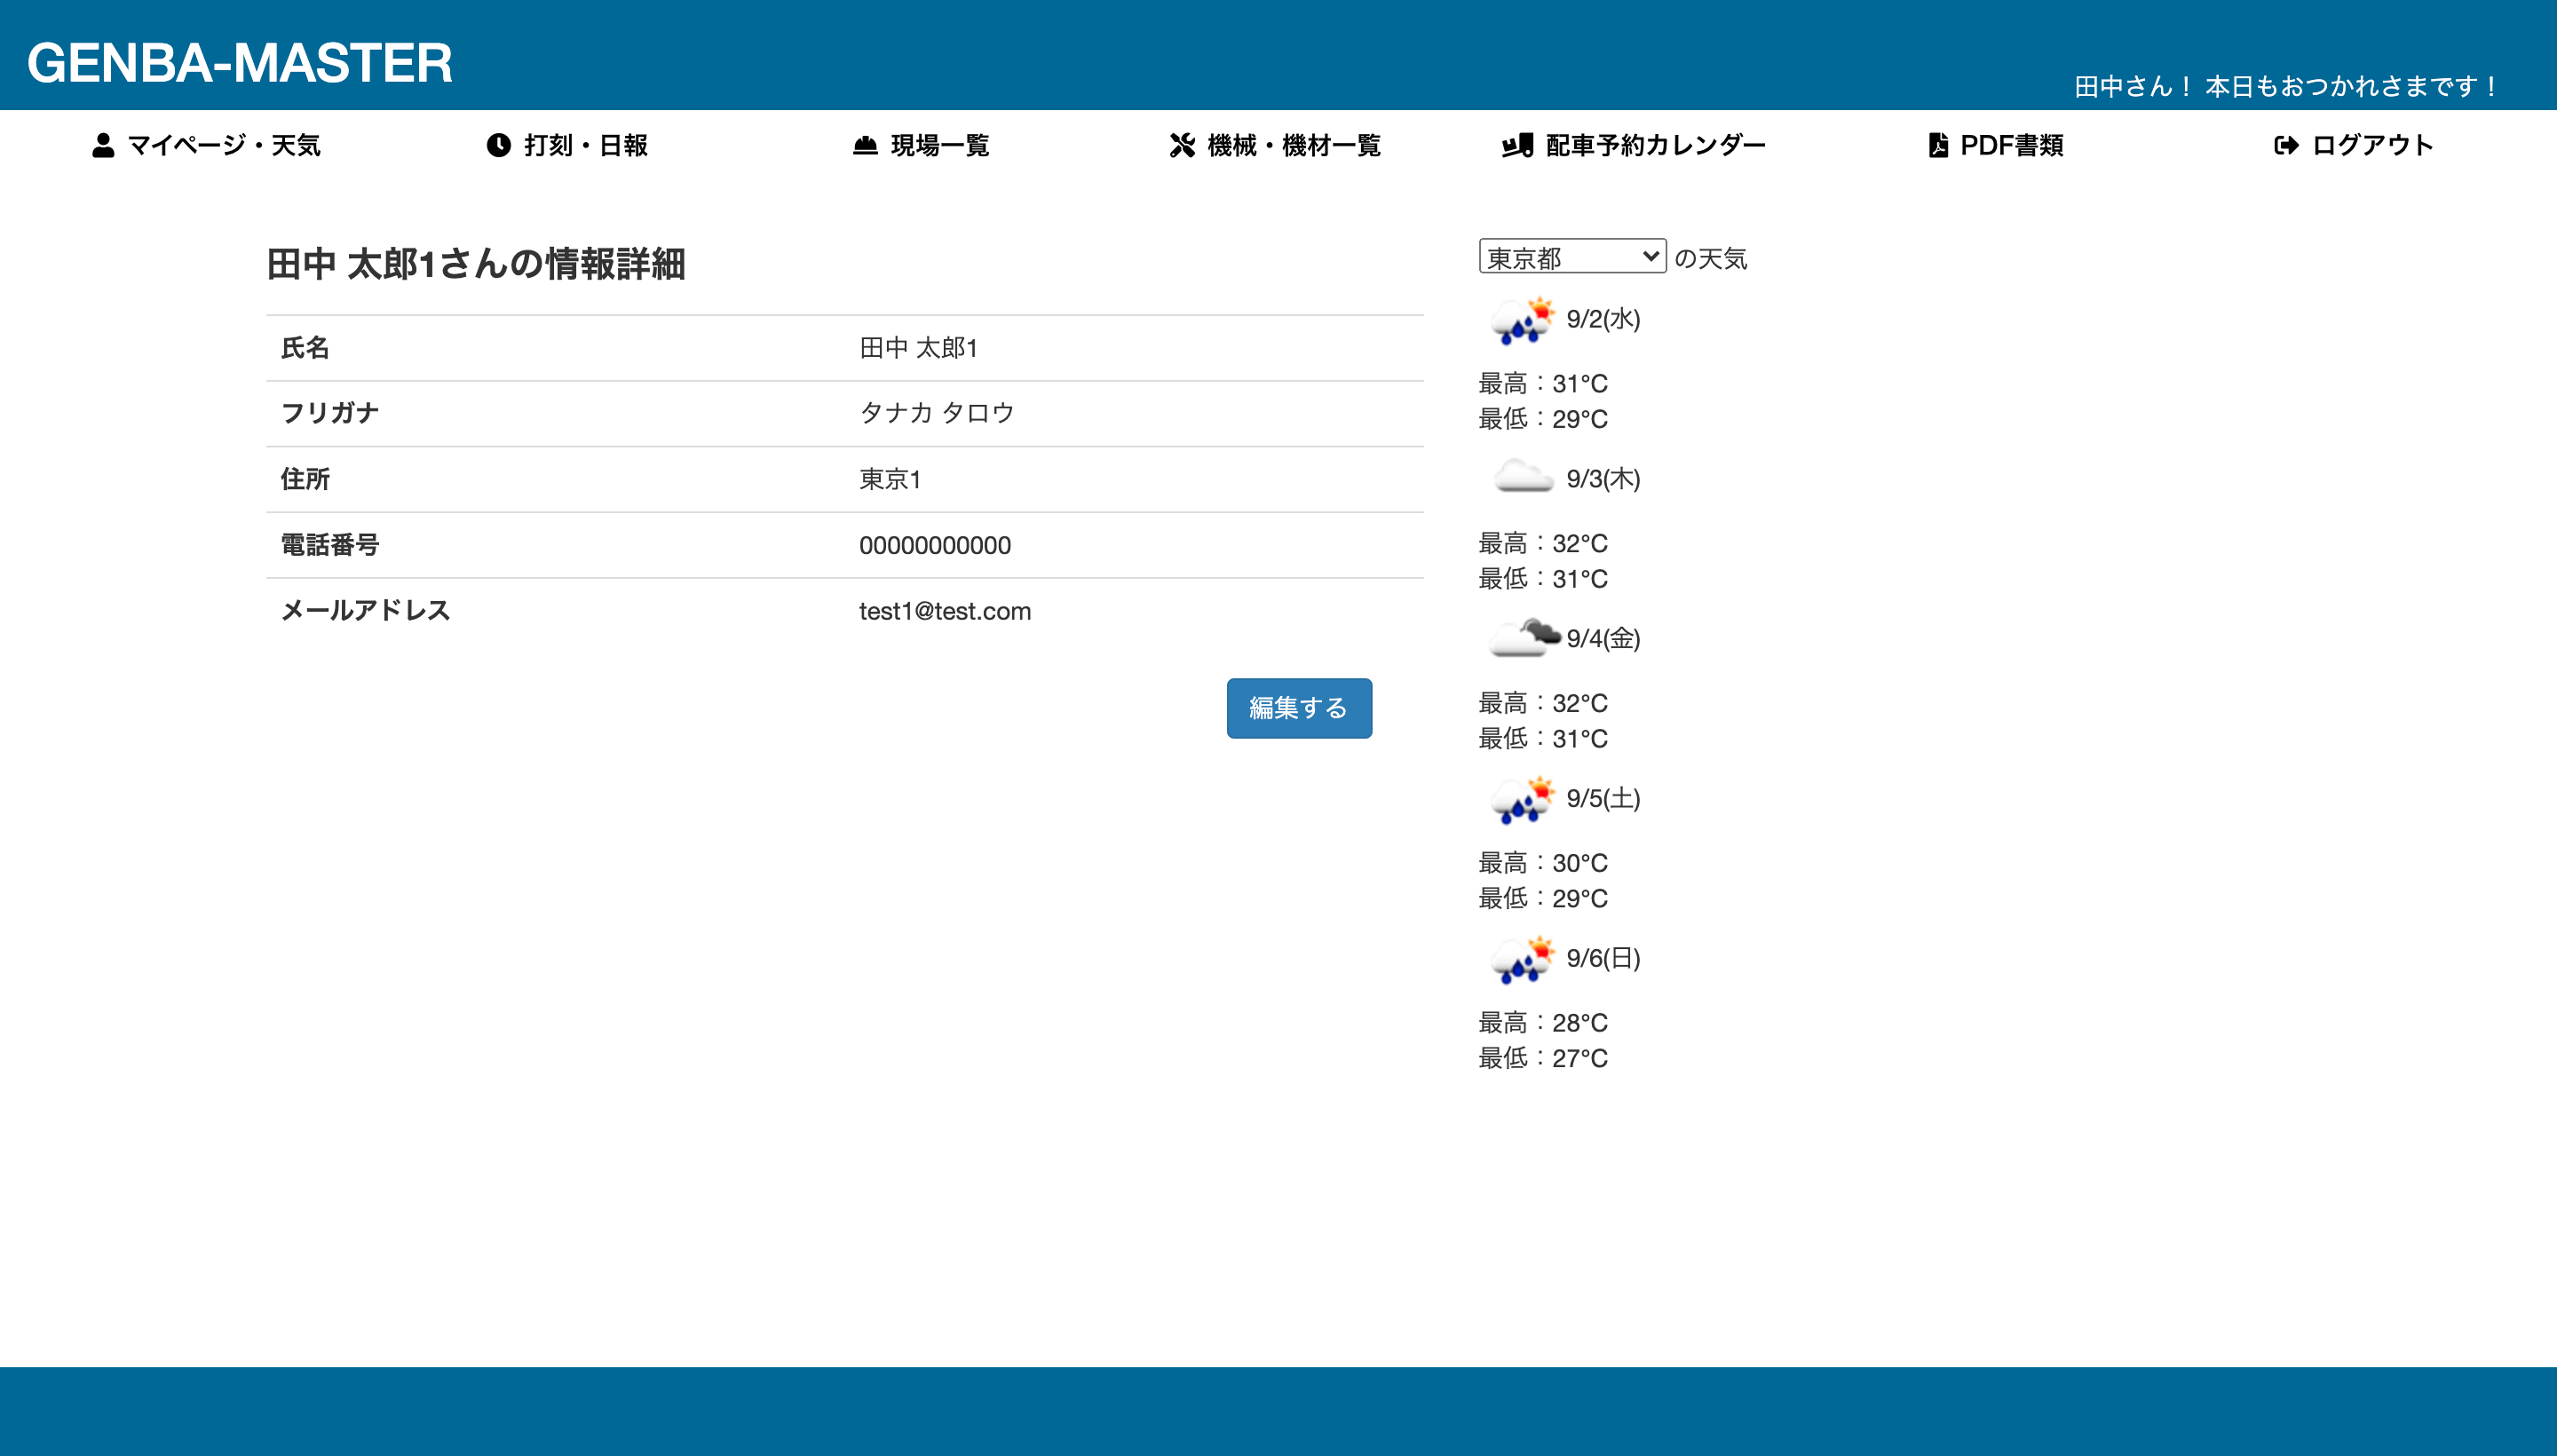 GENBA-MASTER
田中さん！ 本日もおつかれさまです！
マイページ・天気 打刻・日報 現場一覧 機械・機材一覧 配車予約カレンダー PDF書類 ログアウト
田中 太郎1さんの情報詳細
氏名 田中 太郎1
フリガナ タナカ タロウ
住所 東京1
電話番号 00000000000
メールアドレス test1@test.com
編集する
東京都 の天気
9/2(水)
最高：31°C
最低：29°C
9/3(木)
最高：32°C
最低：31°C
9/4(金)
最高：32°C
最低：31°C
9/5(土)
最高：30°C
最低：29°C
9/6(日)
最高：28°C
最低：27°C